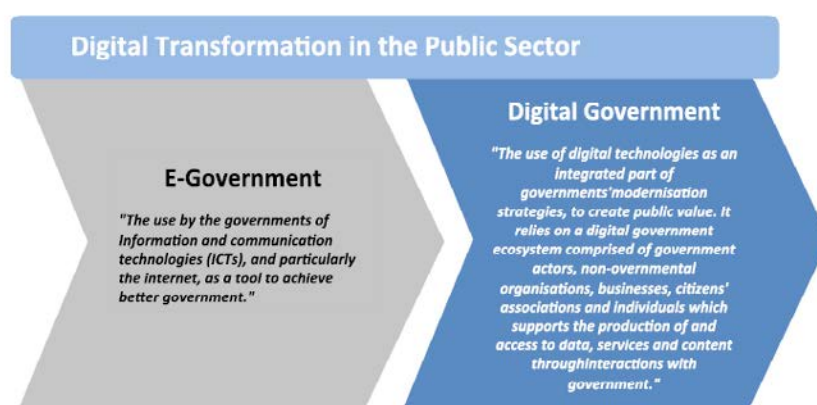 Digital Transformation in the Public Sector
E-Government
"The use by the governments of
Information and communication
technologies (ICTs), and particularly
the internet, as a tool to achieve
better government."
Digital Government
"The use of digital technologies as an
integrated part of
governments'modernisation
strategies, to create public value. It
relies on a digital government
ecosystem comprised of government
actors, non-overnmental
organisations, businesses, citizens'
associations and individuals which
supports the production of and
access to data, services and content
throughinteractions with
government."